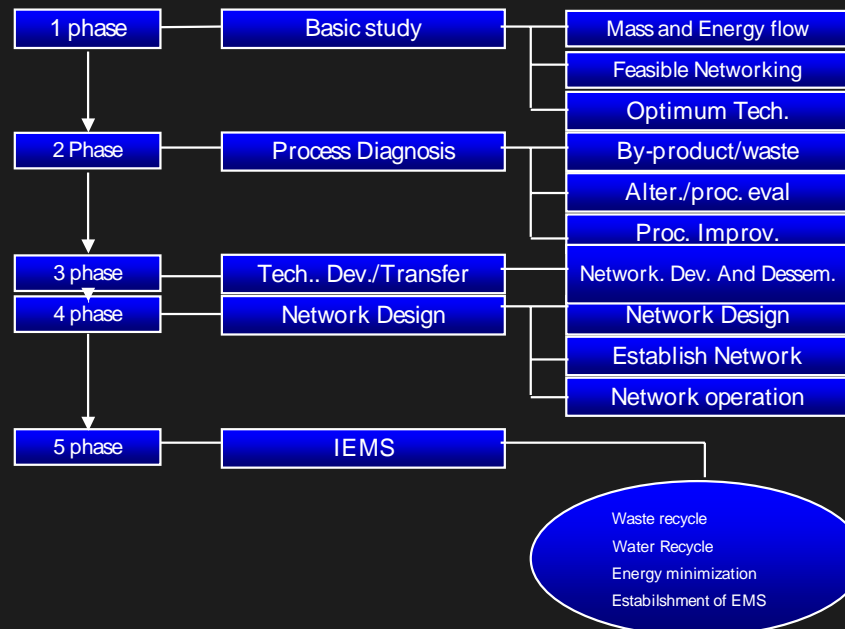 1 phase
Basic study
Mass and Energy flow
Feasible Networking
Optimum Tech.
2 Phase
Process Diagnosis
By-product/waste
Alter./proc. eval
Proc. Improv.
3 phase
Tech.. Dev./Transfer
Network. Dev. And Dessem.
4 phase
Network Design
Network Design
Establish Network
Network operation
5 phase
IEMS
Waste recycle
Water Recycle
Energy minimization
Estabilshment of EMS